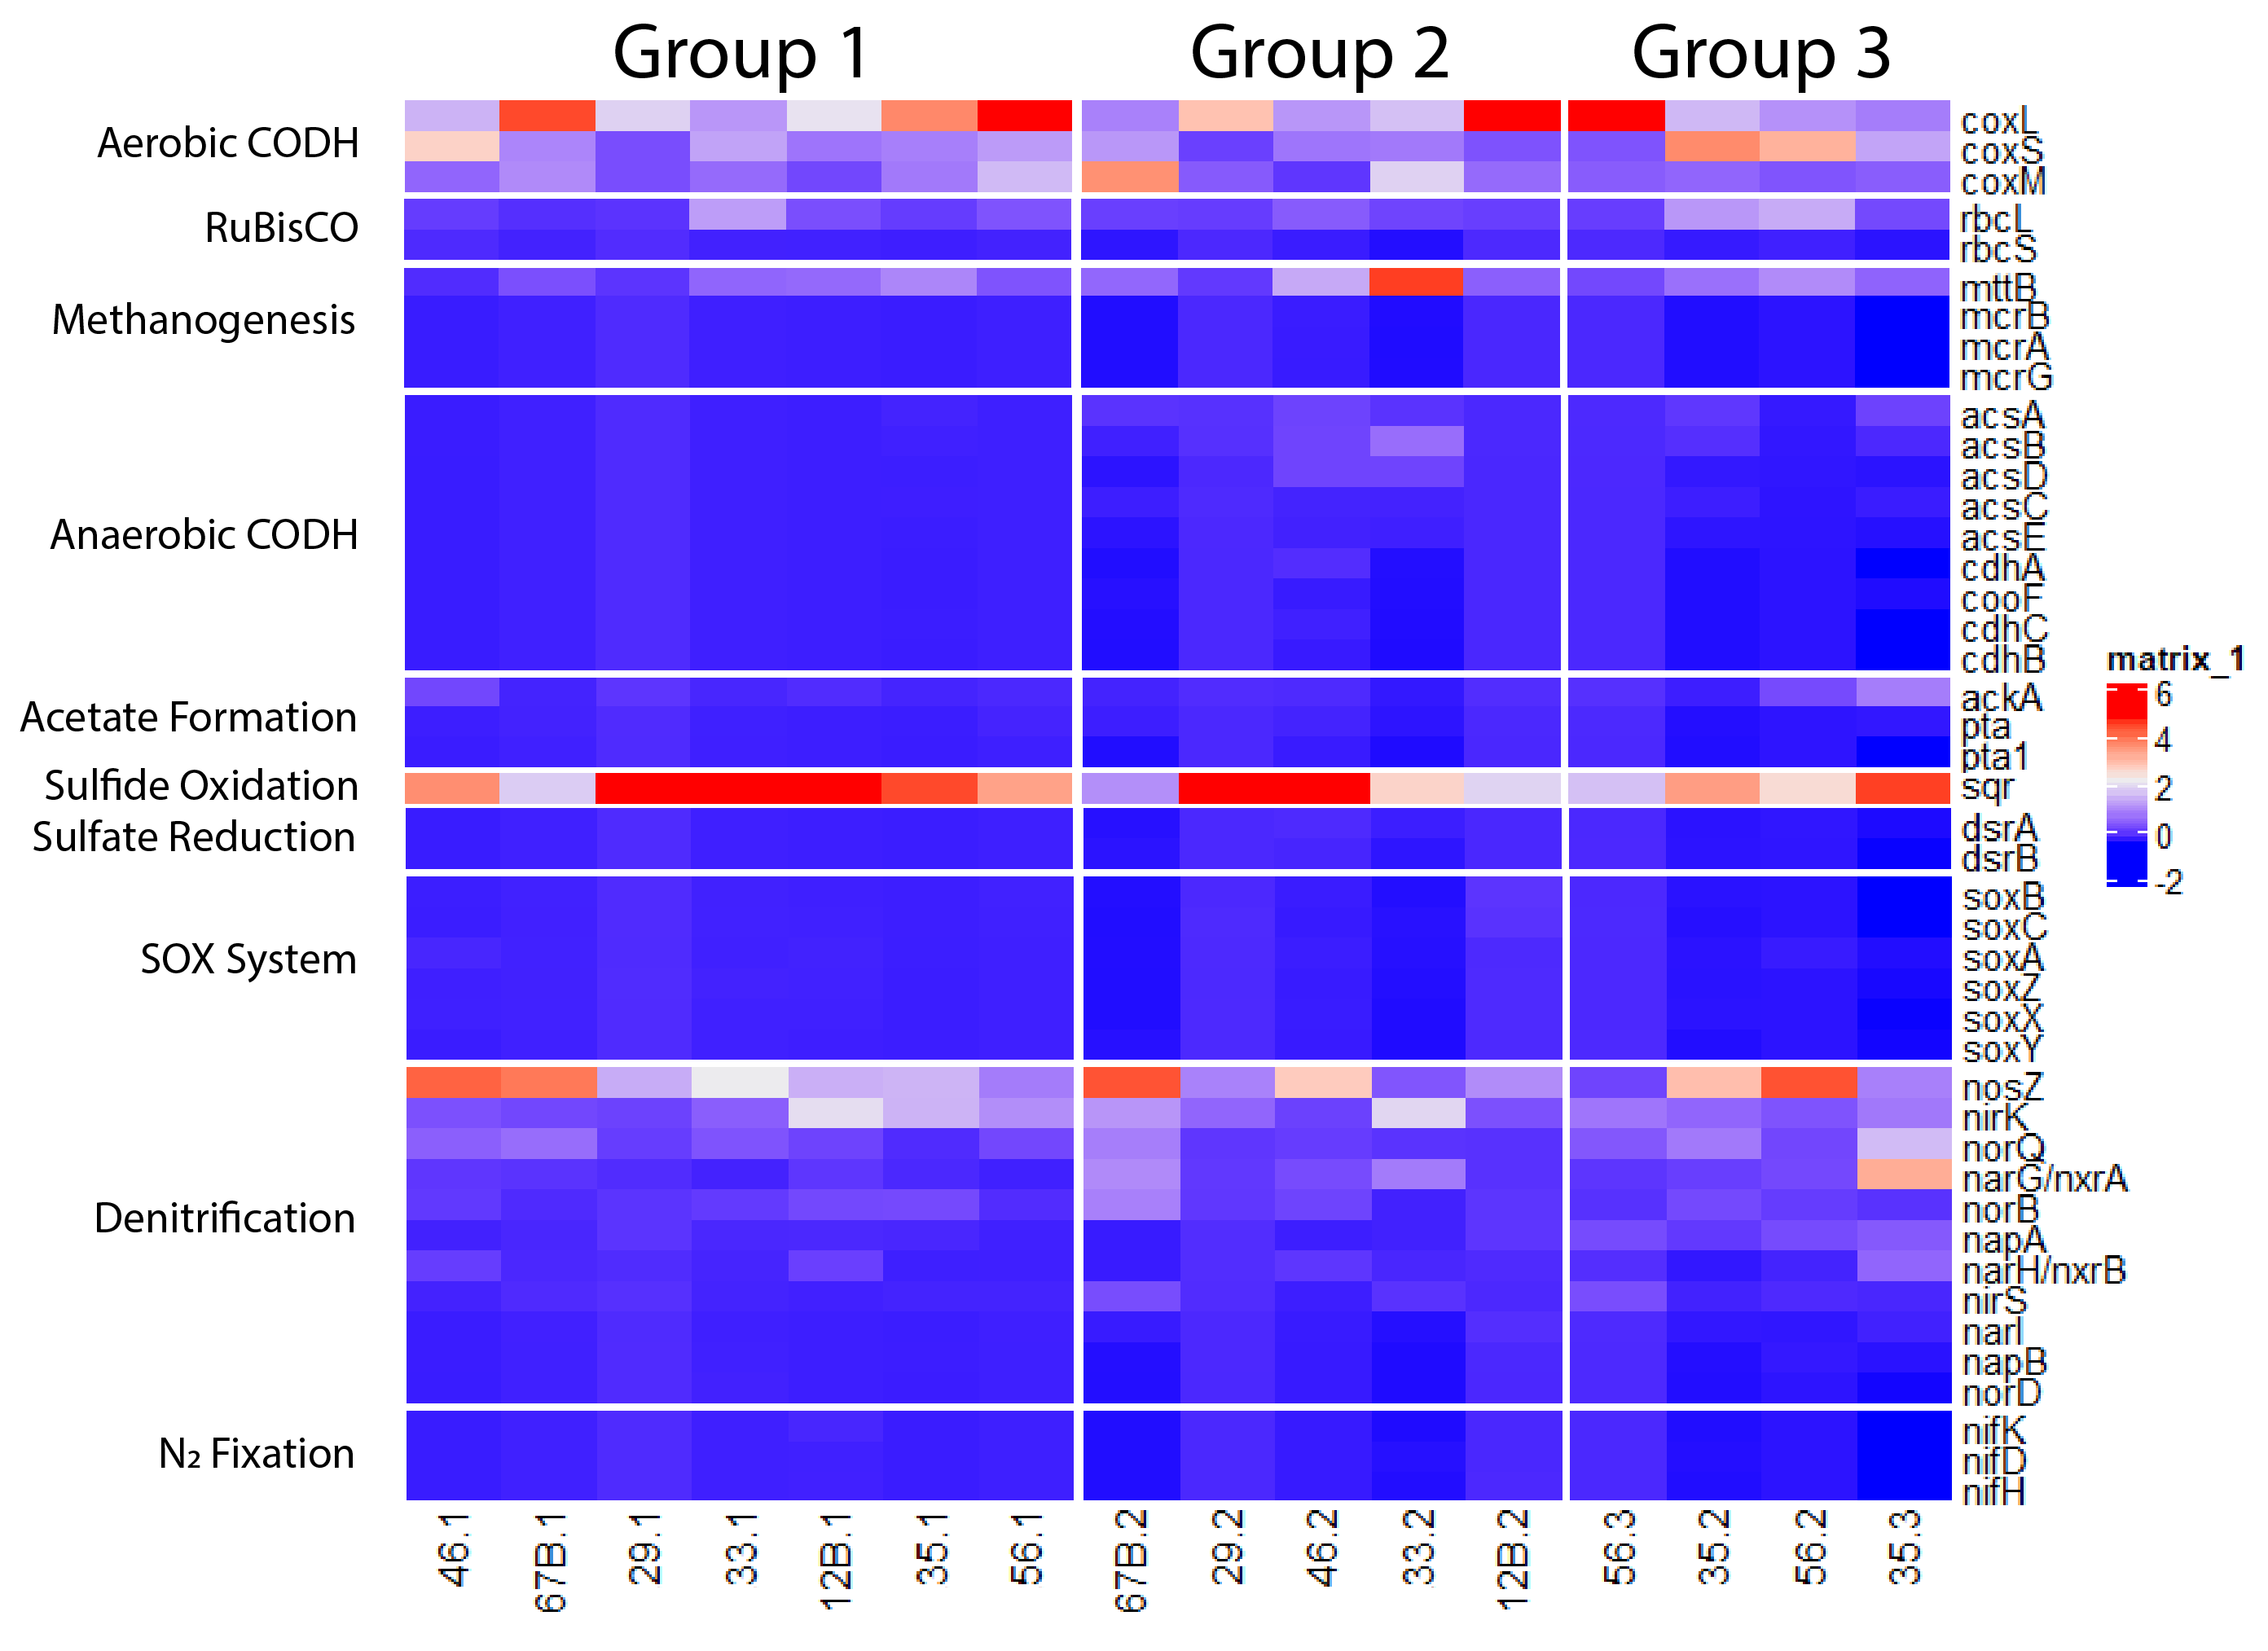 Group 1 Group 2 Group 3
Aerobic CODH
coxL
coxS
coxM
RuBisCO
rbcL
rbcS
Methanogenesis
mttB
mcrB
mcrA
mcrG
Anaerobic CODH
acsA
acsB
acsD
acsC
acsE
cdhA
cooF
cdhC
cdhB
Acetate Formation
ackA
pta
pta1
Sulfide Oxidation
sqr
Sulfate Reduction
dsrA
dsrB
SOX System
soxB
soxC
soxA
soxZ
soxX
soxY
Denitrification
nosZ
nirK
norQ
narG/nxrA
norB
napA
narH/nxrB
nirS
narI
napB
norD
N₂ Fixation
nifK
nifD
nifH
46.1 67B.1 29.1 33.1 12B.1 35.1 56.1 67B.2 29.2 46.2 33.2 12B.2 56.3 35.2 56.2 35.3
matrix_1
6
4
2
0
-2